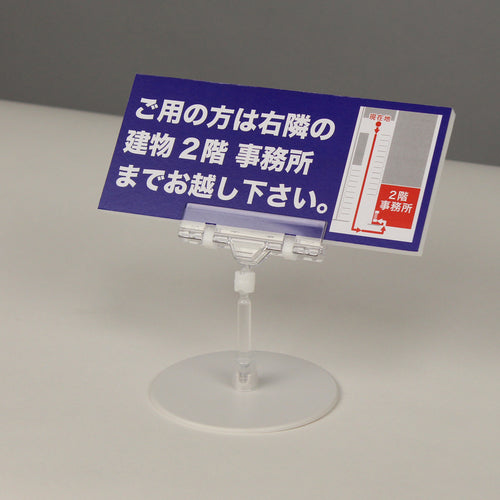 ご用の方は右隣の
建物2階 事務所
までお越し下さい。
現在地
2階
事務所